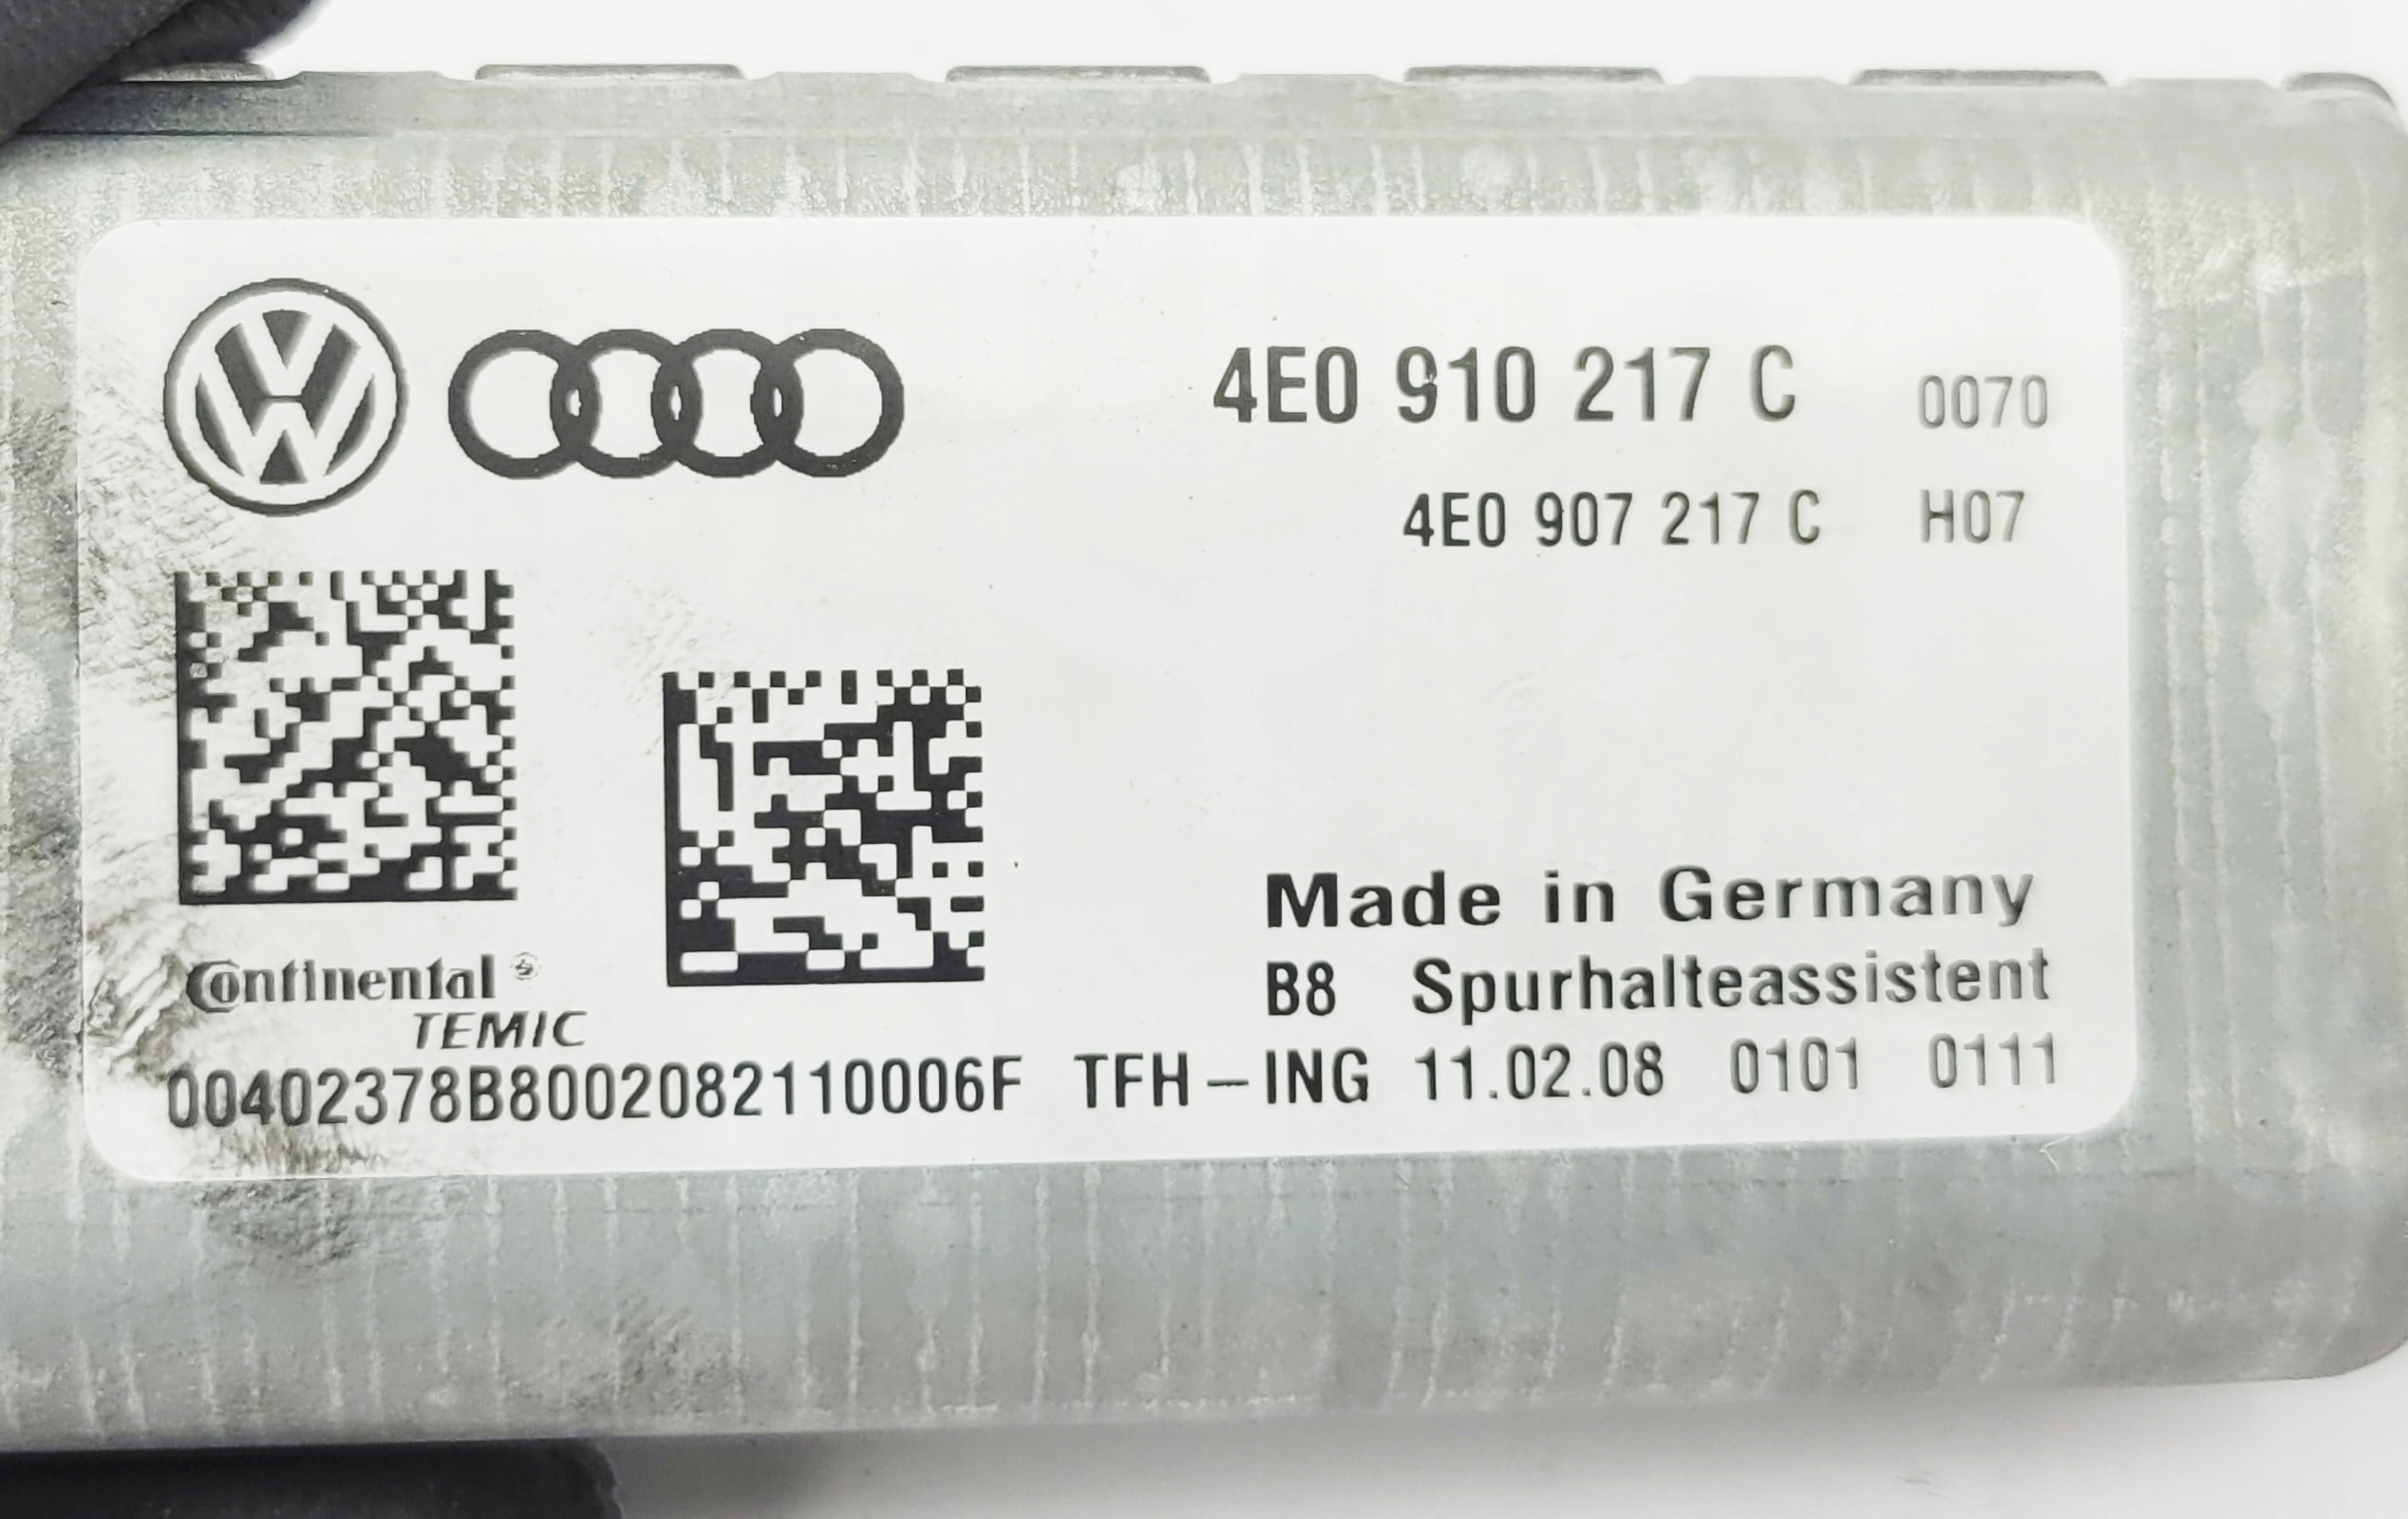 4E0 910 217 C 0070
4E0 907 217 C H07
Made in Germany
Continental
B8 Spurhalteassistent
TEMIC
00402378B8002082110006F TFH-ING 11.02.08 0101 0111